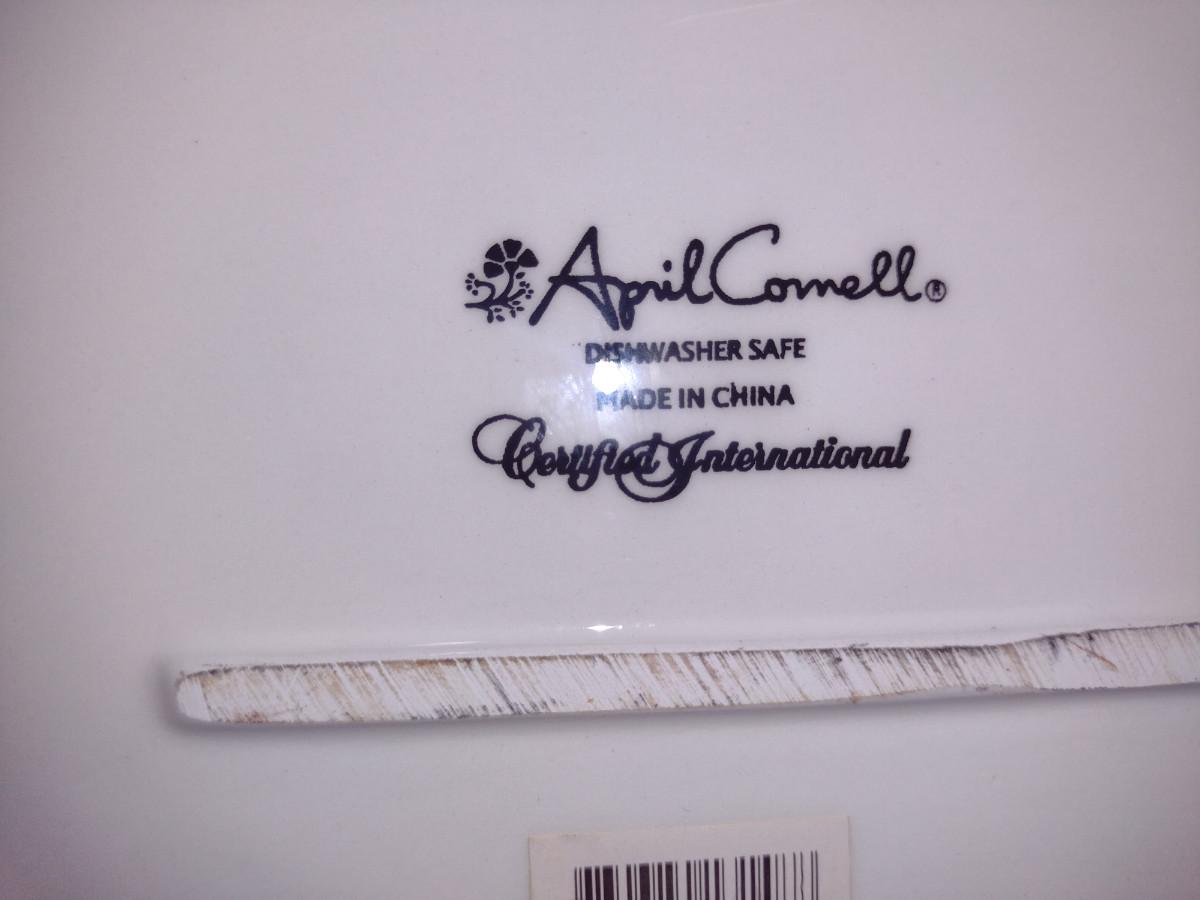 April Cornell®
DISHWASHER SAFE
MADE IN CHINA
Certified International